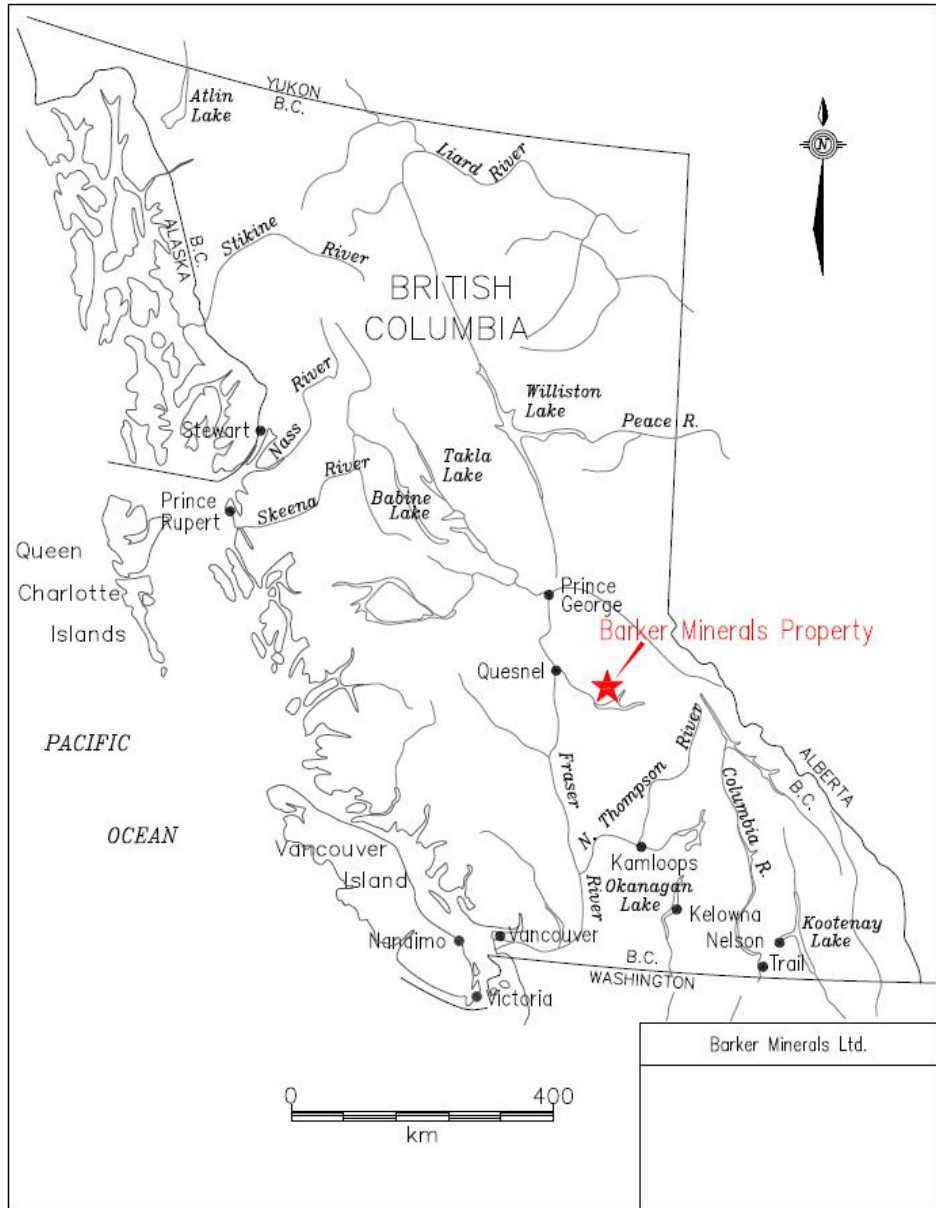 YUKON
B.C.
Atlin
Lake
Liard River
N
B.C.
ALASKA
Stikine River
BRITISH
COLUMBIA
Nass River
Williston
Lake
Peace R.
Stewart
Takla
Lake
Skeena River
Babine
Lake
Prince
Rupert
Queen
Charlotte
Islands
Prince
George
Barker Minerals Property
Quesnel
PACIFIC
OCEAN
Fraser River
N. Thompson River
Columbia R.
ALBERTA
B.C.
Vancouver
Island
Kamloops
Okanagan
Lake
Kelowna
Nelson
Kootenay
Lake
Trail
Nanaimo
Vancouver
B.C.
WASHINGTON
Victoria
Barker Minerals Ltd.
0 400
km